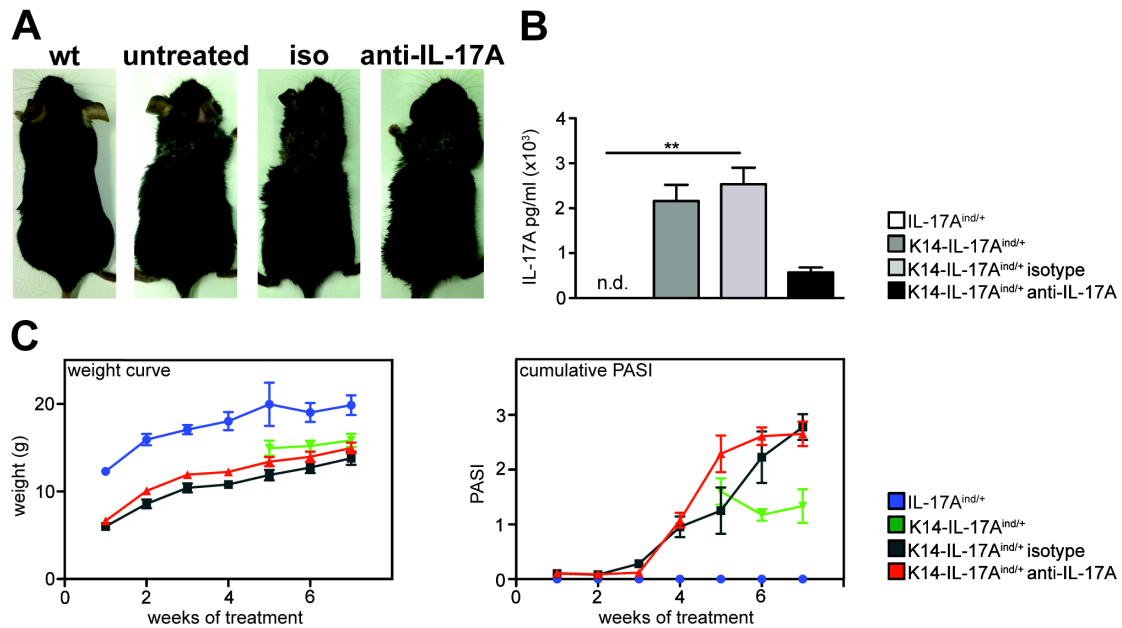 A
wt untreated iso anti-IL-17A
B
IL-17A pg/ml (x10³)
4
3
2
1
0
**
n.d.
IL-17Aind/+
K14-IL-17Aind/+
K14-IL-17Aind/+ isotype
K14-IL-17Aind/+ anti-IL-17A
C
weight curve
weight (g)
20
10
0
0 2 4 6
weeks of treatment
cumulative PASI
PASI
3
2
1
0
0 2 4 6
weeks of treatment
IL-17Aind/+
K14-IL-17Aind/+
K14-IL-17Aind/+ isotype
K14-IL-17Aind/+ anti-IL-17A